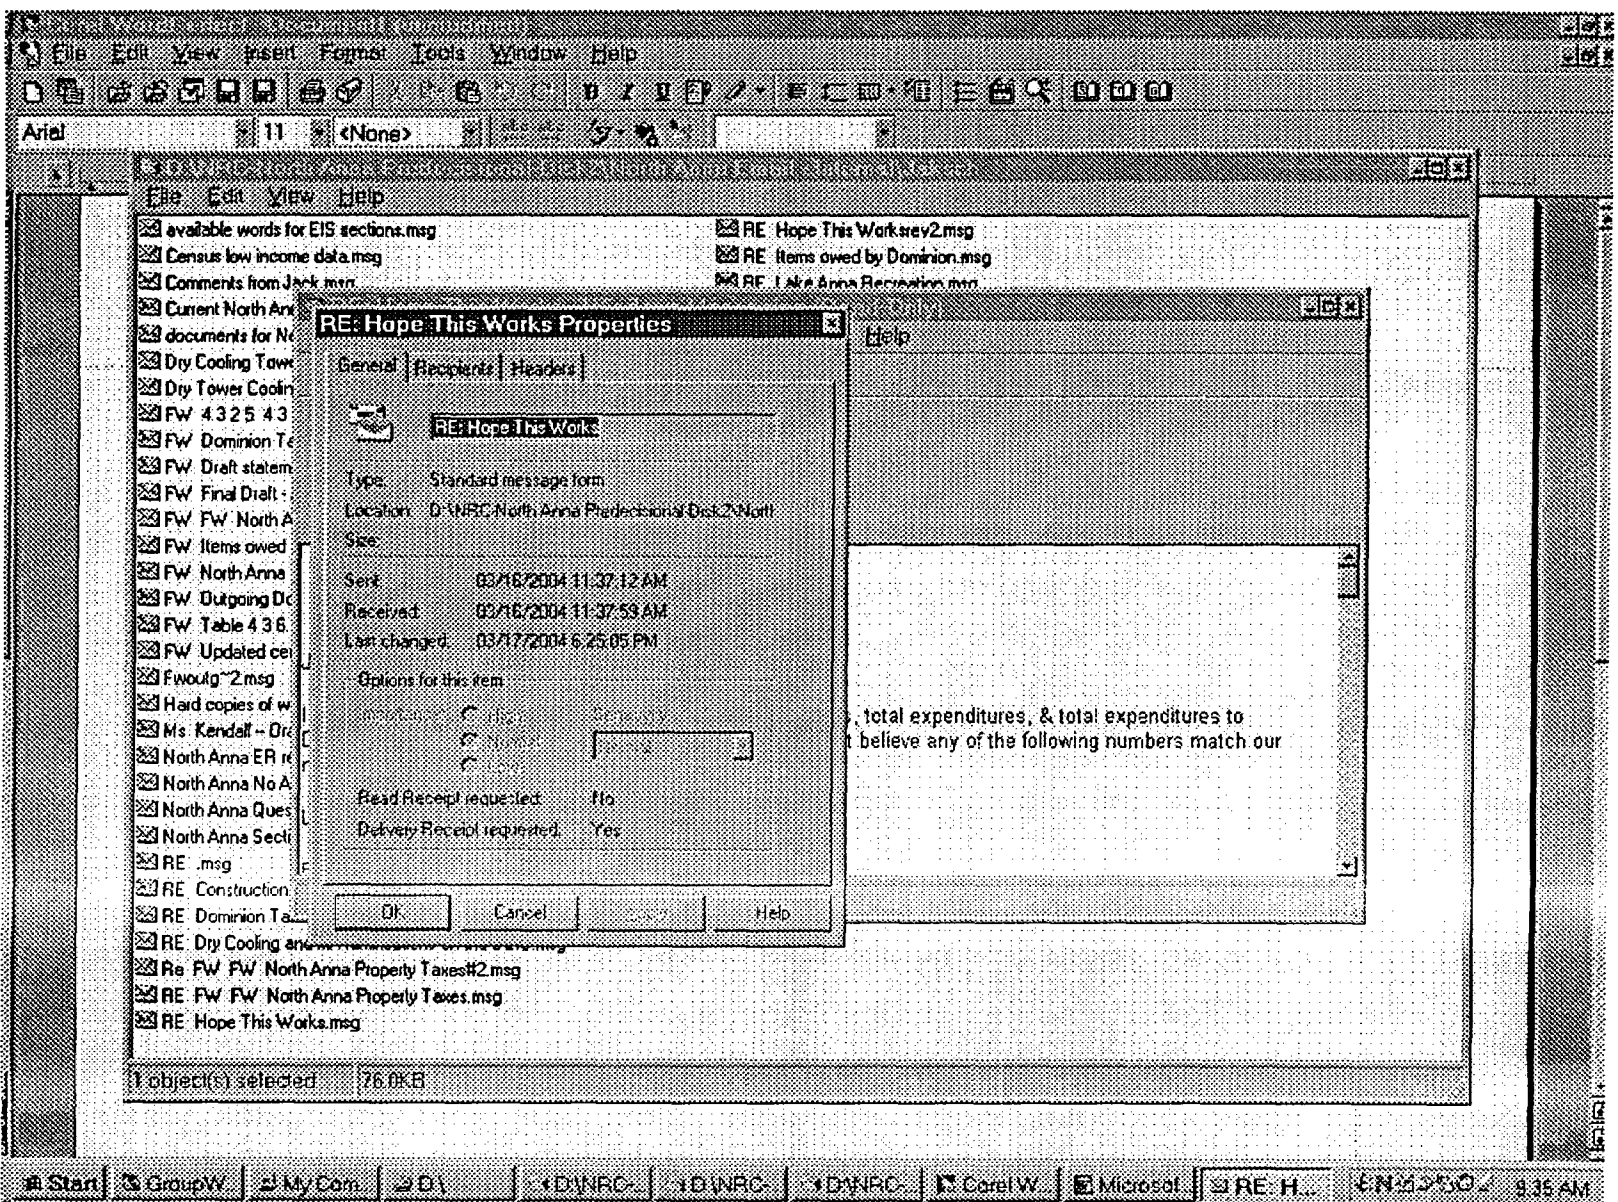 File Edit View Insert Format Tools Window Help
Arial 11 <None>
File Edit View Help
available words for EIS sections.msg
Census low income data.msg
Comments from Jack.msg
Current North Ann
documents for No
Dry Cooling Towe
Dry Tower Coolin
FW 4.3 2 5 4 3
FW Dominion Ta
FW Draft statem
FW Final Draft -
FW FW North A
FW Items owed
FW North Anna
FW Outgoing Do
FW Table 4 3 6.
FW Updated cen
Fwoutg~2.msg
Hard copies of w
Ms. Kendall -- Dra
North Anna ER re
North Anna No A
North Anna Ques
North Anna Secti
RE .msg
RE Construction
RE Dominion Ta
RE Dry Cooling and
Re FW FW North Anna Property Taxes#2.msg
RE FW FW North Anna Property Taxes.msg
RE Hope This Works.msg
RE Hope This Worksrev2.msg
RE Items owed by Dominion.msg
RE Lake Anna Recreation.msg
Help
RE: Hope This Works Properties
General Recipients Headers
RE: Hope This Works
Type: Standard message form
Location: D:\NRC-North Anna Predecisional Disk2\North
Size:
Sent: 03/16/2004 11:37:12 AM
Received: 03/16/2004 11:37:59 AM
Last changed: 03/17/2004 6:25:05 PM
Options for this item
Read Receipt requested: No
Delivery Receipt requested: Yes
OK Cancel Help
, total expenditures, & total expenditures to
t believe any of the following numbers match our
1 object(s) selected 76.0KB
Start GroupW... My Com... D:\ D:\NRC-... D:\NRC-... D:\NRC-... Corel W... Microsof... RE: H... 9:35 AM